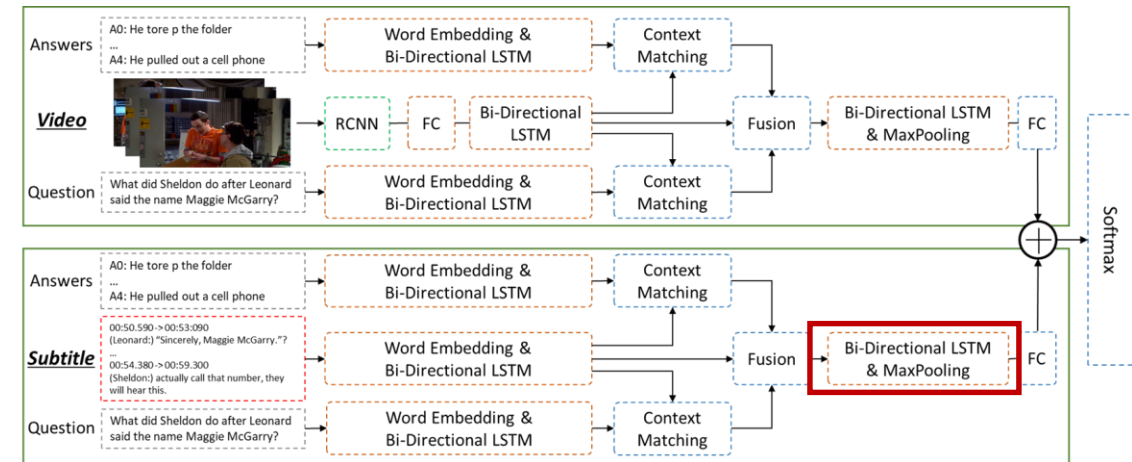 Answers
A0: He tore p the folder
...
A4: He pulled out a cell phone
Word Embedding &
Bi-Directional LSTM
Context
Matching
Video
RCNN
FC
Bi-Directional
LSTM
Fusion
Bi-Directional LSTM
& MaxPooling
FC
Question
What did Sheldon do after Leonard
said the name Maggie McGarry?
Word Embedding &
Bi-Directional LSTM
Context
Matching
Softmax
Answers
A0: He tore p the folder
...
A4: He pulled out a cell phone
Word Embedding &
Bi-Directional LSTM
Context
Matching
Subtitle
00:50.590->00:53:090
(Leonard:) "Sincerely, Maggie McGarry."?
...
00:54.380->00:59.300
(Sheldon:) actually call that number, they
will hear this.
Word Embedding &
Bi-Directional LSTM
Fusion
Bi-Directional LSTM
& MaxPooling
FC
Question
What did Sheldon do after Leonard
said the name Maggie McGarry?
Word Embedding &
Bi-Directional LSTM
Context
Matching